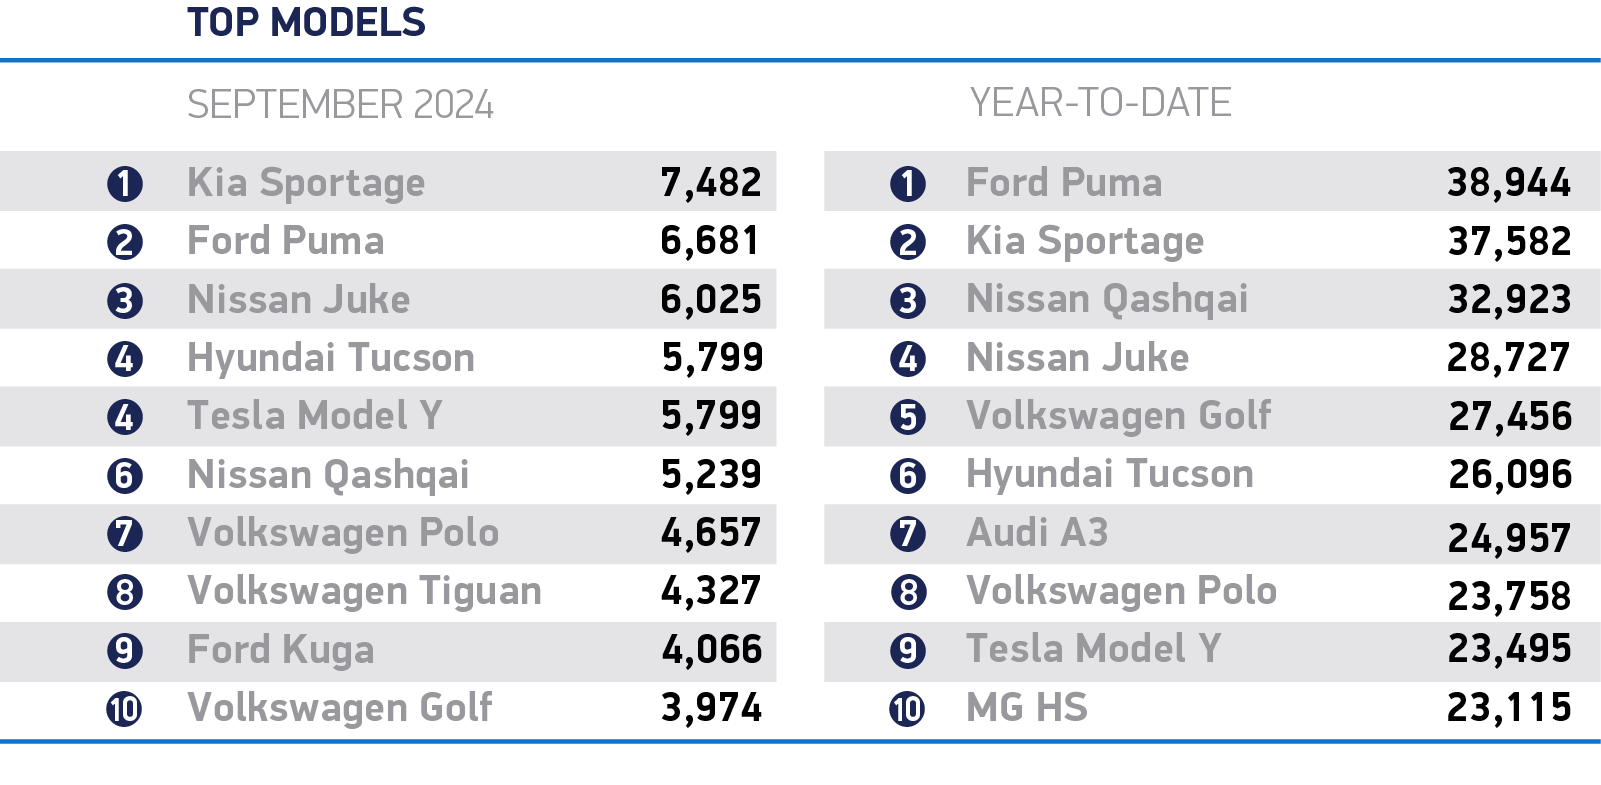 TOP MODELS
SEPTEMBER 2024
1 Kia Sportage 7,482
2 Ford Puma 6,681
3 Nissan Juke 6,025
4 Hyundai Tucson 5,799
4 Tesla Model Y 5,799
6 Nissan Qashqai 5,239
7 Volkswagen Polo 4,657
8 Volkswagen Tiguan 4,327
9 Ford Kuga 4,066
10 Volkswagen Golf 3,974
YEAR-TO-DATE
1 Ford Puma 38,944
2 Kia Sportage 37,582
3 Nissan Qashqai 32,923
4 Nissan Juke 28,727
5 Volkswagen Golf 27,456
6 Hyundai Tucson 26,096
7 Audi A3 24,957
8 Volkswagen Polo 23,758
9 Tesla Model Y 23,495
10 MG HS 23,115